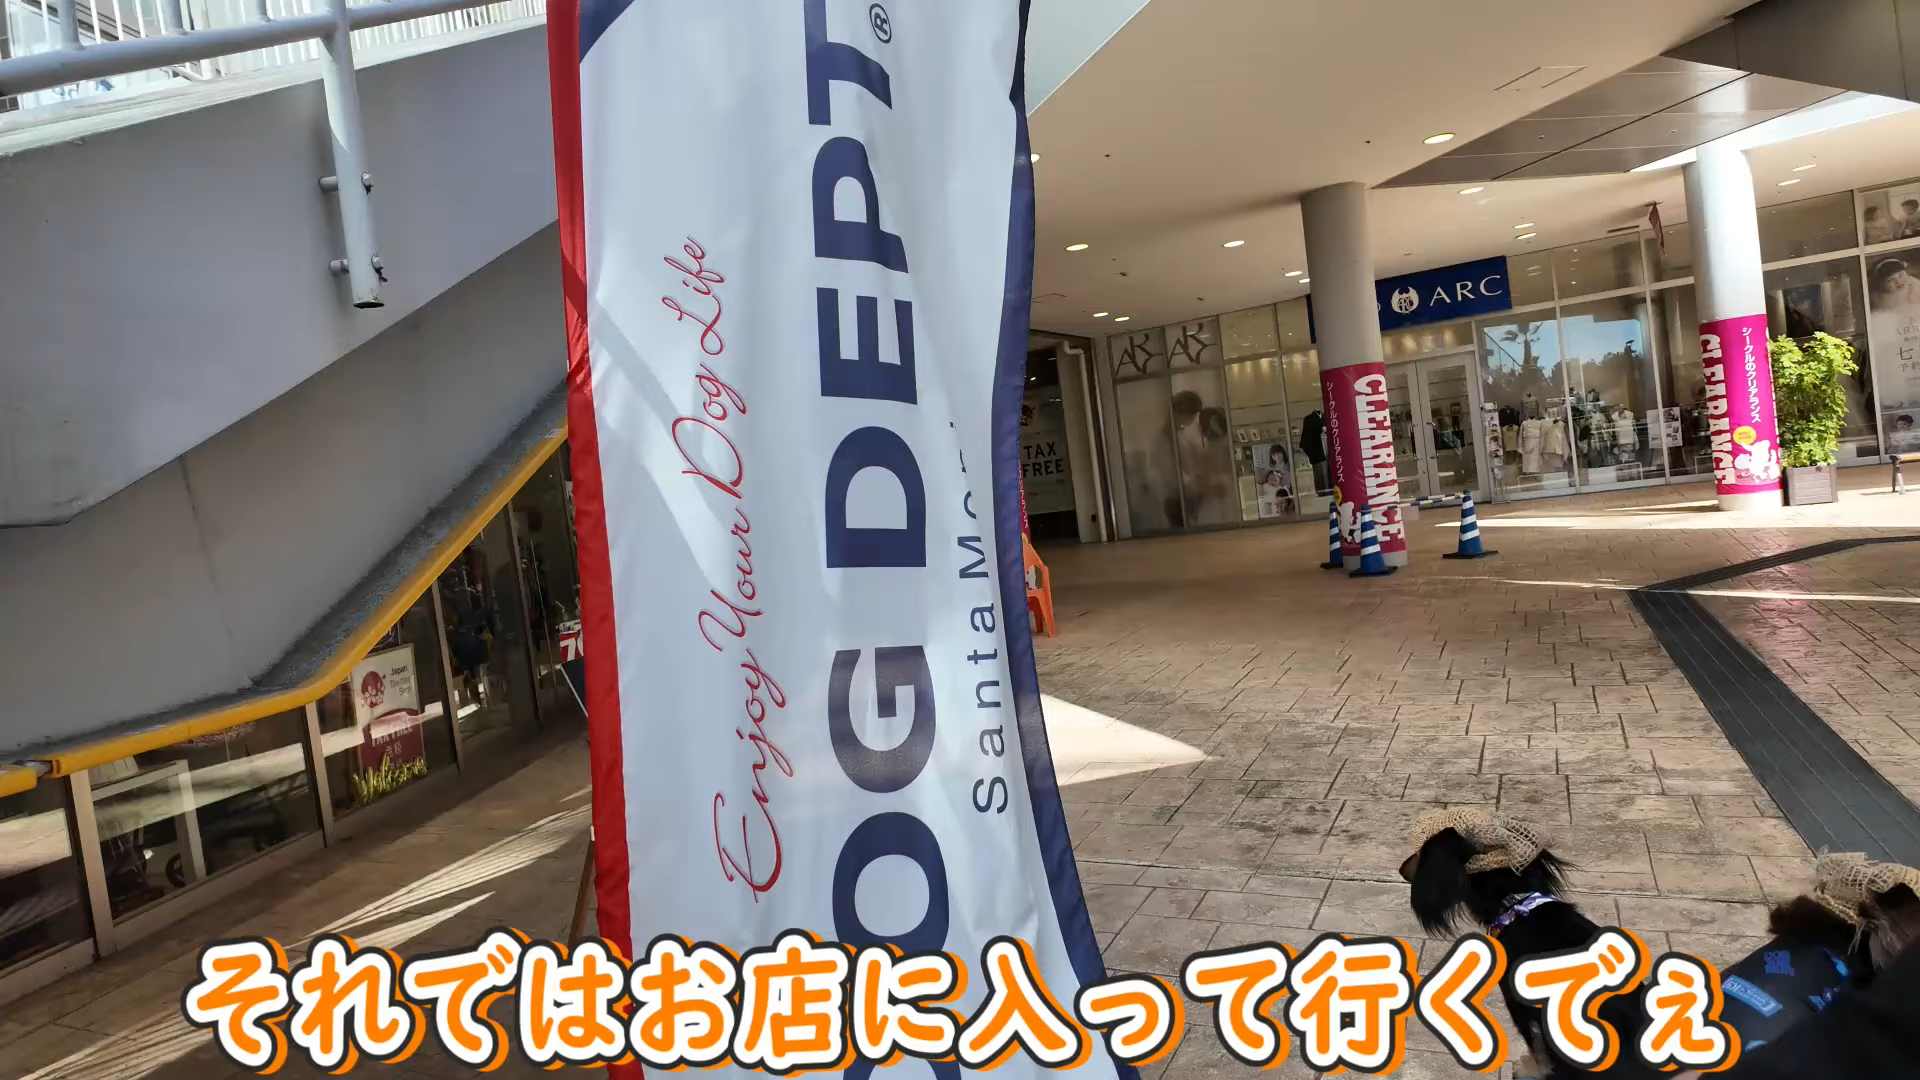 Enjoy Your Dog Life
DOG DEPT®
Santa Mon
ARC
CLEARANCE
シークルのクリアランス
CLEARANCE
シークルのクリアランス
TAX
FREE
Japan
それではお店に入って行くでぇ